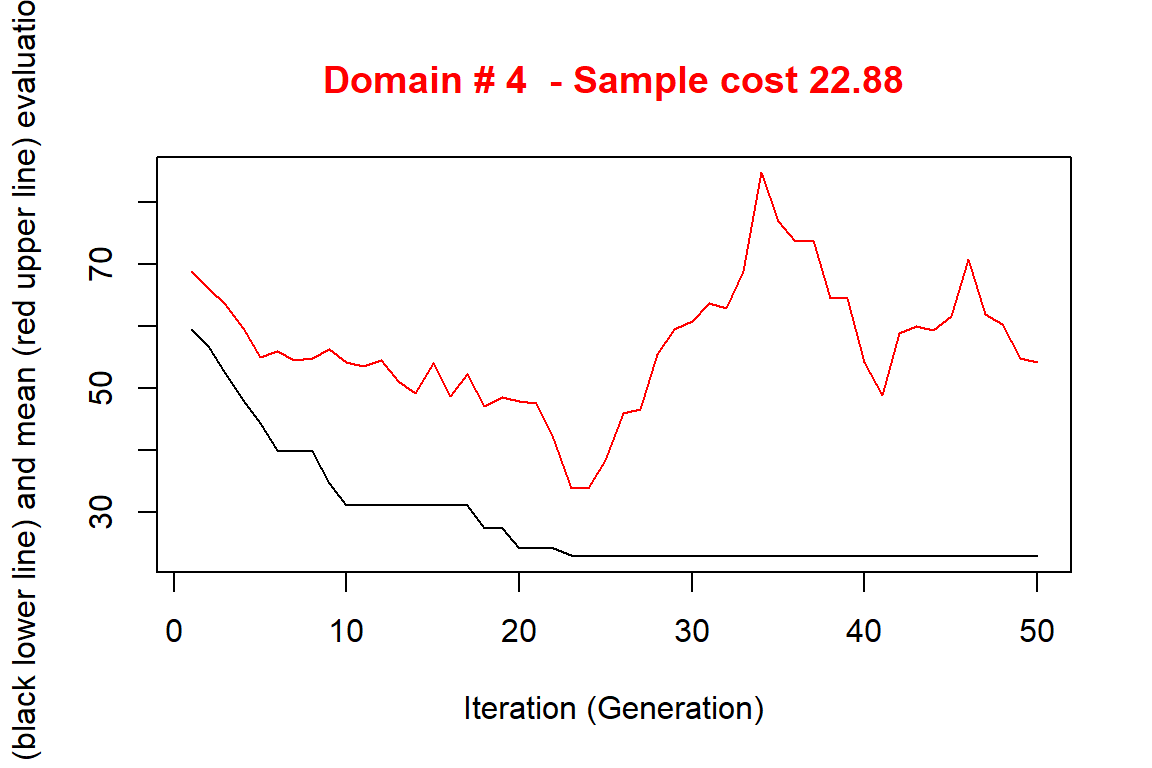 Domain # 4  - Sample cost 22.88
(black lower line) and mean (red upper line) evaluatio
70
50
30
0 10 20 30 40 50
Iteration (Generation)